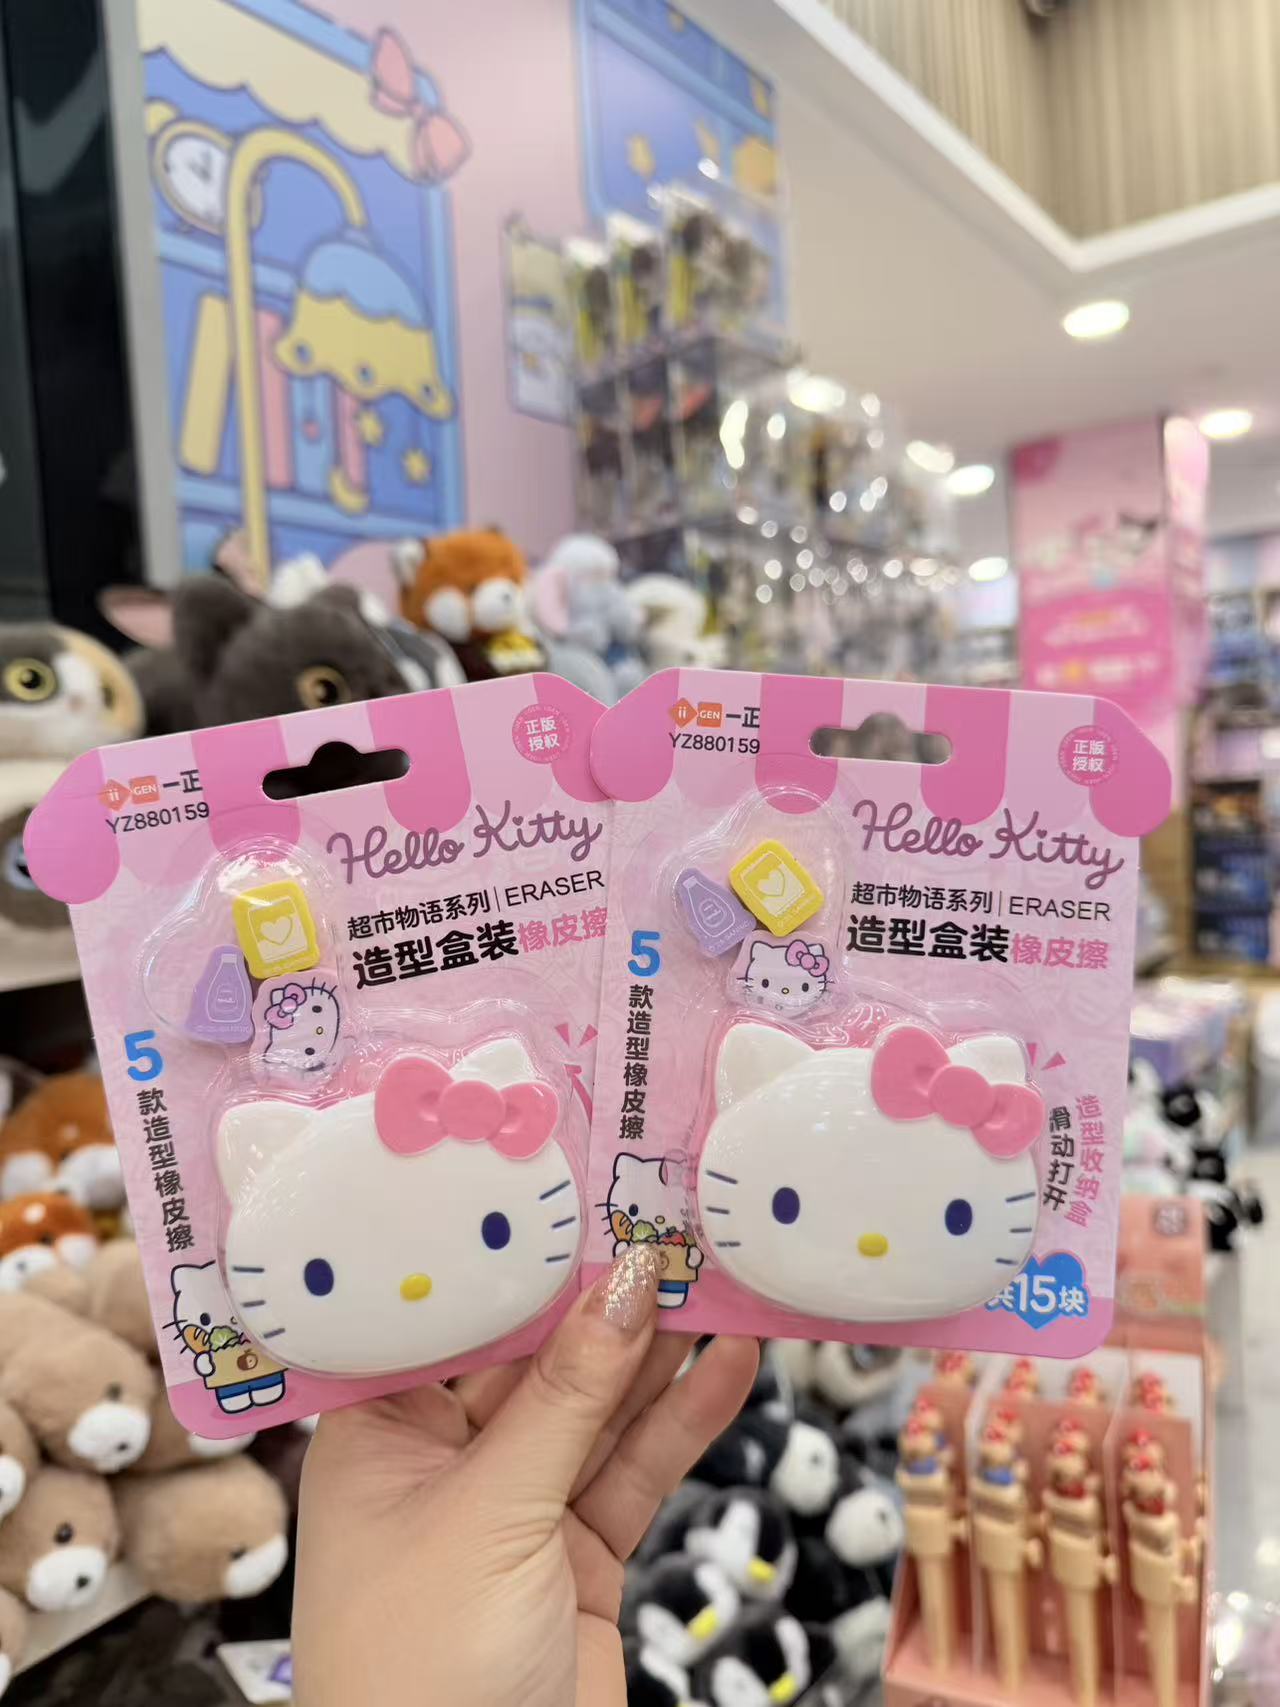 ii GEN 一正
YZ880159
正版
授权
Hello Kitty
超市物语系列|ERASER
造型盒装橡皮擦
5
款造型橡皮擦
ii GEN 一正
YZ880159
正版
授权
Hello Kitty
超市物语系列|ERASER
造型盒装橡皮擦
5
款造型橡皮擦
造型收纳盒
滑动打开
共15块